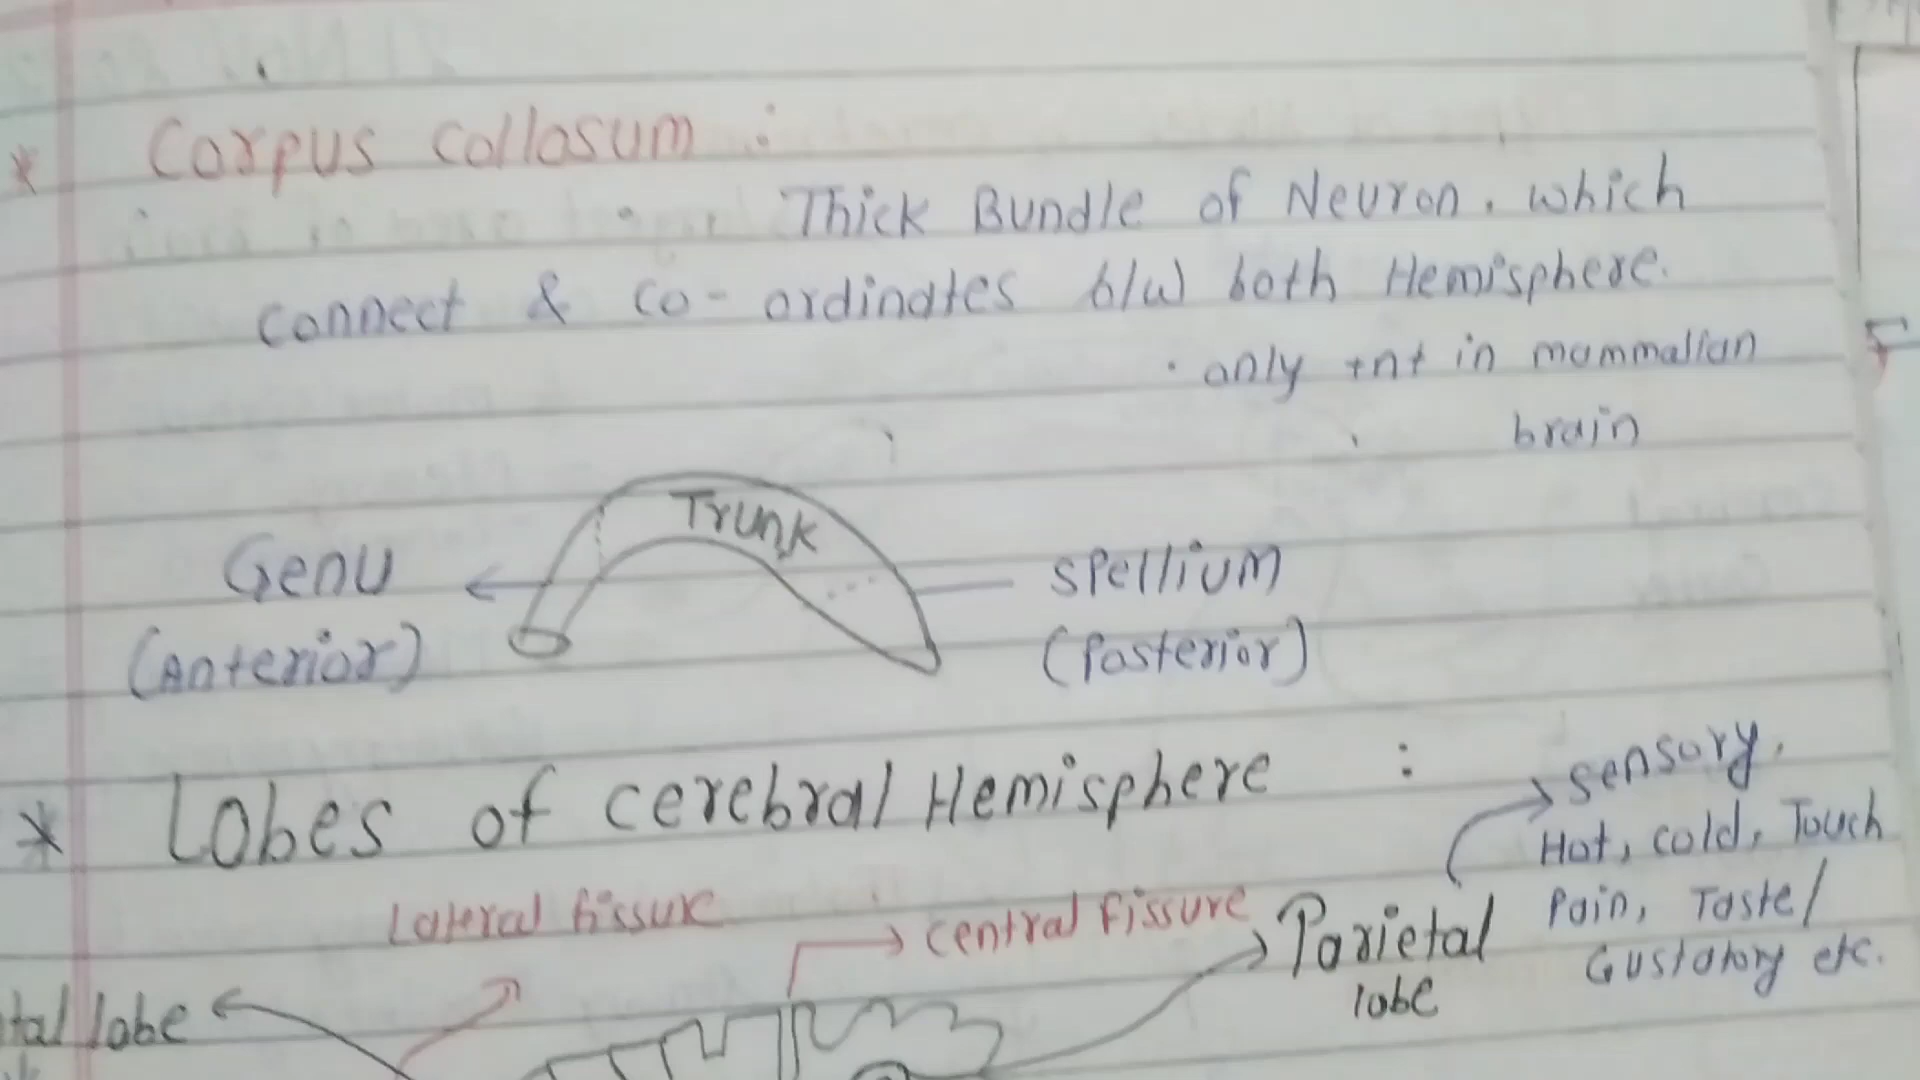 * Corpus Collosum :
Thick Bundle of Neuron. which
connect & co-ordinates b/w both Hemisphere.
. only +nt in mammalian
brain
Trunk
Genu
(Anterior)
Spellium
(Posterior)
* Lobes of cerebral Hemisphere :
sensory.
Hot, cold, Touch
Pain, Taste/
Gustatory etc.
Lateral fissure
central Fissure
Parietal
lobe
tal lobe